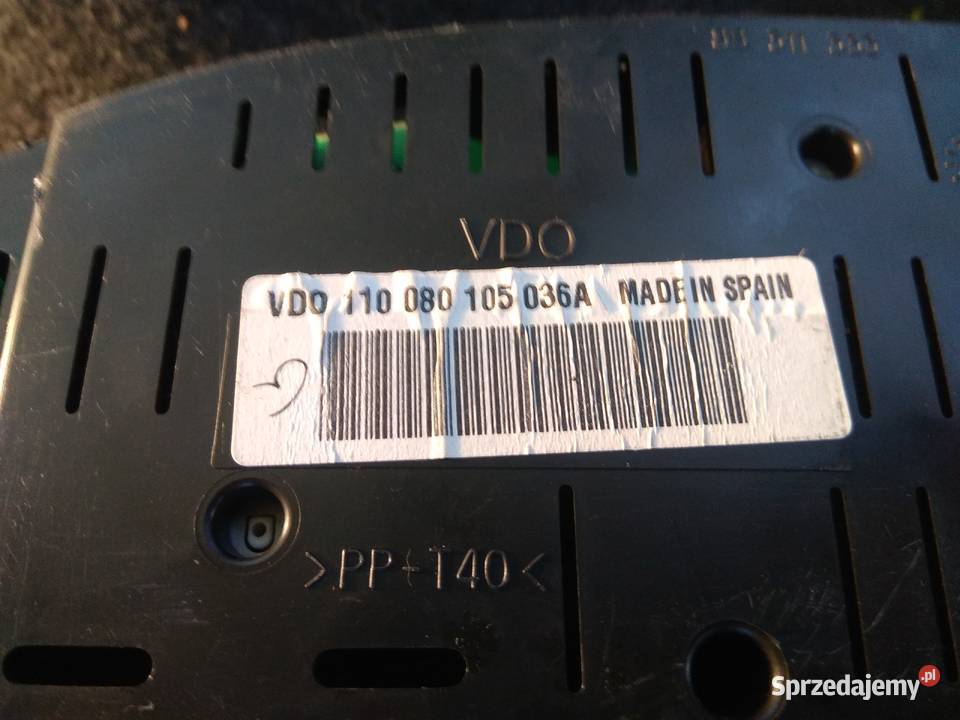 VDO
VDO 110 080 105 036A MADE IN SPAIN
>PP-T40<
Sprzedajemy.pl